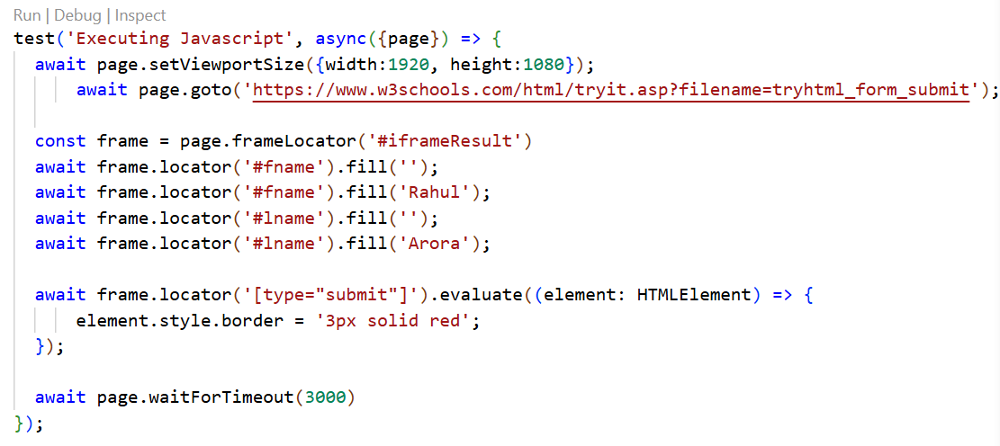 Run | Debug | Inspect
test('Executing Javascript', async({page}) => {
await page.setViewportSize({width:1920, height:1080});
await page.goto('https://www.w3schools.com/html/tryit.asp?filename=tryhtml_form_submit');
const frame = page.frameLocator('#iframeResult')
await frame.locator('#fname').fill('');
await frame.locator('#fname').fill('Rahul');
await frame.locator('#lname').fill('');
await frame.locator('#lname').fill('Arora');
await frame.locator('[type="submit"]').evaluate((element: HTMLElement) => {
element.style.border = '3px solid red';
});
await page.waitForTimeout(3000)
});